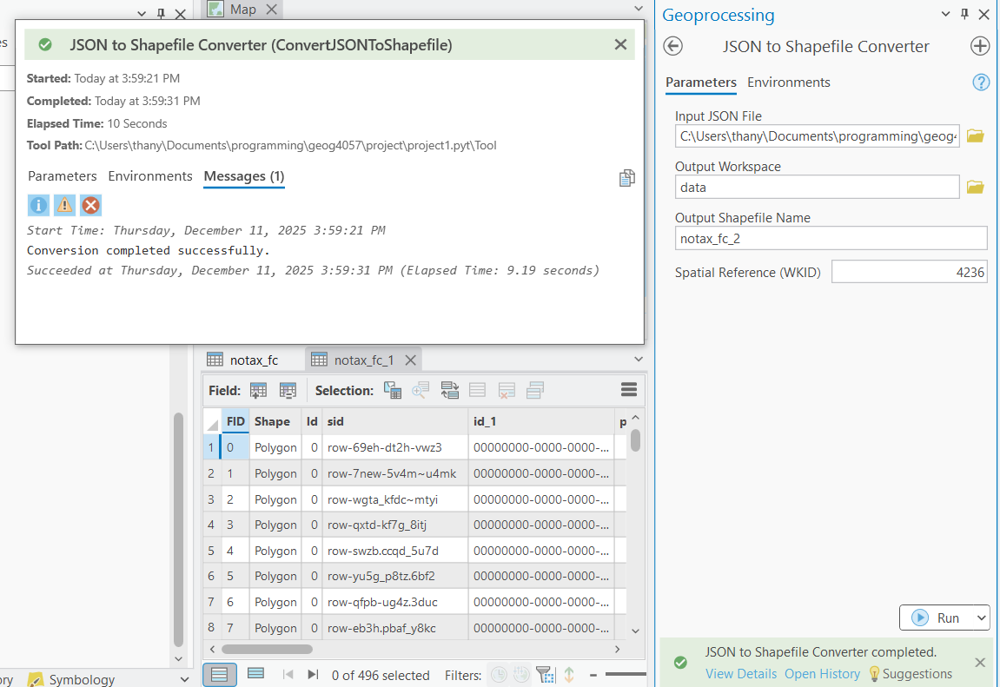 Map
es
JSON to Shapefile Converter (ConvertJSONToShapefile)
Started: Today at 3:59:21 PM
Completed: Today at 3:59:31 PM
Elapsed Time: 10 Seconds
Tool Path: C:\Users\thany\Documents\programming\geog4057\project\project1.pyt\Tool
Parameters Environments Messages (1)
Start Time: Thursday, December 11, 2025 3:59:21 PM
Conversion completed successfully.
Succeeded at Thursday, December 11, 2025 3:59:31 PM (Elapsed Time: 9.19 seconds)
notax_fc notax_fc_1
Field: Selection:
FID Shape Id sid id_1 p
1 0 Polygon 0 row-69eh-dt2h-vwz3 00000000-0000-0000-...
2 1 Polygon 0 row-7new-5v4m~u4mk 00000000-0000-0000-...
3 2 Polygon 0 row-wgta_kfdc~mtyi 00000000-0000-0000-...
4 3 Polygon 0 row-qxtd-kf7g_8itj 00000000-0000-0000-...
5 4 Polygon 0 row-swzb.ccqd_5u7d 00000000-0000-0000-...
6 5 Polygon 0 row-yu5g_p8tz.6bf2 00000000-0000-0000-...
7 6 Polygon 0 row-qfpb-ug4z.3duc 00000000-0000-0000-...
8 7 Polygon 0 row-eb3h.pbaf_y8kc 00000000-0000-0000-...
0 of 496 selected Filters:
ory Symbology
Geoprocessing
JSON to Shapefile Converter
Parameters Environments
Input JSON File
C:\Users\thany\Documents\programming\geog4
Output Workspace
data
Output Shapefile Name
notax_fc_2
Spatial Reference (WKID) 4236
Run
JSON to Shapefile Converter completed.
View Details Open History Suggestions